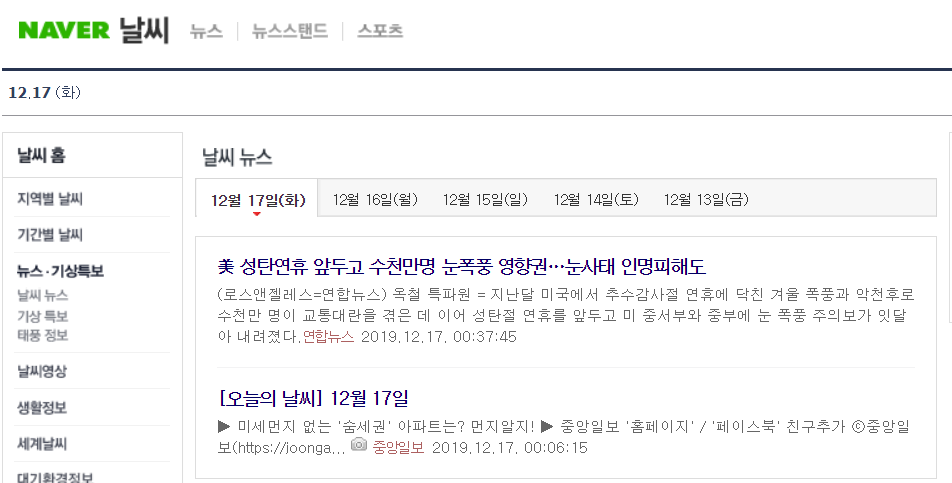 NAVER 날씨 뉴스 뉴스스탠드 스포츠
12.17 (화)
날씨 홈
지역별 날씨
기간별 날씨
뉴스·기상특보
날씨 뉴스
기상 특보
태풍 정보
날씨영상
생활정보
세계날씨
대기환경정보
날씨 뉴스
12월 17일(화) 12월 16일(월) 12월 15일(일) 12월 14일(토) 12월 13일(금)
美 성탄연휴 앞두고 수천만명 눈폭풍 영향권…눈사태 인명피해도
(로스앤젤레스=연합뉴스) 옥철 특파원 = 지난달 미국에서 추수감사절 연휴에 닥친 겨울 폭풍과 악천후로
수천만 명이 교통대란을 겪은 데 이어 성탄절 연휴를 앞두고 미 중서부와 중부에 눈 폭풍 주의보가 잇달
아 내려졌다.연합뉴스 2019.12.17. 00:37:45
[오늘의 날씨] 12월 17일
▶ 미세먼지 없는 '숨세권' 아파트는? 먼지알지! ▶ 중앙일보 '홈페이지' / '페이스북' 친구추가 ⓒ중앙일
보(https://joonga... 중앙일보 2019.12.17. 00:06:15